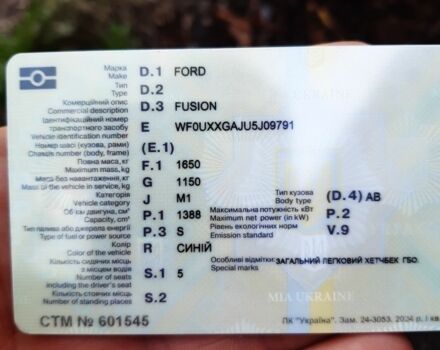 Марка
Make D.1 FORD
Тип
Type D.2
Комерційний опис
Commercial description D.3 FUSION
Ідентифікаційний номер
транспортного засобу E WF0UXXGAJU5J09791
Vehicle identification number
Номер шасі (кузова, рами) (E.1)
Chassis number (body, frame)
Повна маса, кг F.1 1650
Maximum mass, kg
Маса без навантаження, кг G 1150
Mass of the vehicle in service, kg
Категорія J M1 Тип кузова (D.4) АВ
Vehicle category Body type
Об'єм двигуна, см³ P.1 1388 Максимальна потужність кВт P.2
Capacity, cm³ Maximum net power (in kW)
Тип палива або джерела енергії P.3 S Рівень екологічних норм V.9
Type of fuel or power source Emission standard
Колір R СИНІЙ
Color of the vehicle
Кількість сидячих місць Особливі відмітки ЗАГАЛЬНИЙ ЛЕГКОВИЙ ХЕТЧБЕК ГБО.
з місцем водія S.1 5 Special marks
Number of seats
including the driver's seat
Кількість стоячих місць S.2
Number of standing places
MIA UKRAINE
СТМ № 601545
ПК "Україна". Зам. 24-3053. 2024 р. I кв
UKRAINE